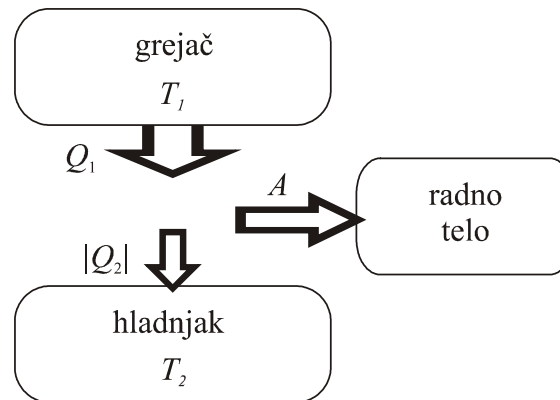 grejač
T₁
Q₁
A
radno
telo
|Q₂|
hladnjak
T₂